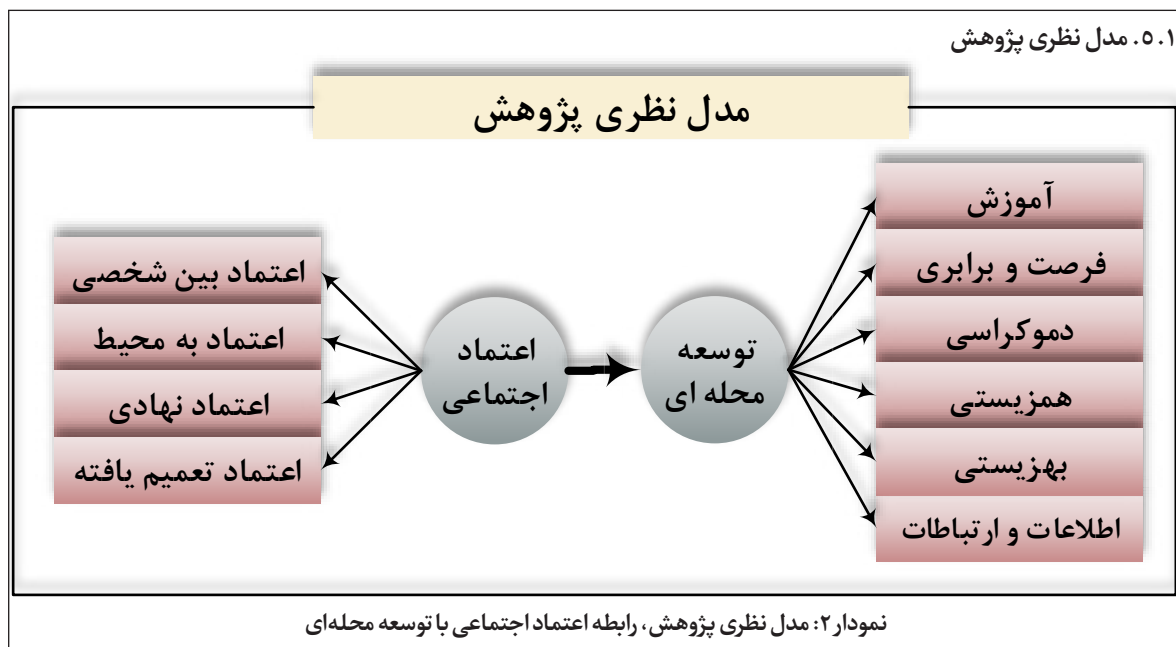 ۵.۱. مدل نظری پژوهش
مدل نظری پژوهش
آموزش
فرصت و برابری
دموکراسی
همزیستی
بهزیستی
اطلاعات و ارتباطات
توسعه
محله ای
اعتماد
اجتماعی
اعتماد بین شخصی
اعتماد به محیط
اعتماد نهادی
اعتماد تعمیم یافته
نمودار ۲: مدل نظری پژوهش، رابطه اعتماد اجتماعی با توسعه محله‌ای